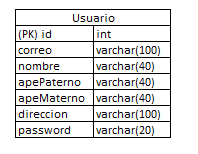 Usuario
(PK) id int
correo varchar(100)
nombre varchar(40)
apePaterno varchar(40)
apeMaterno varchar(40)
direccion varchar(100)
password varchar(20)